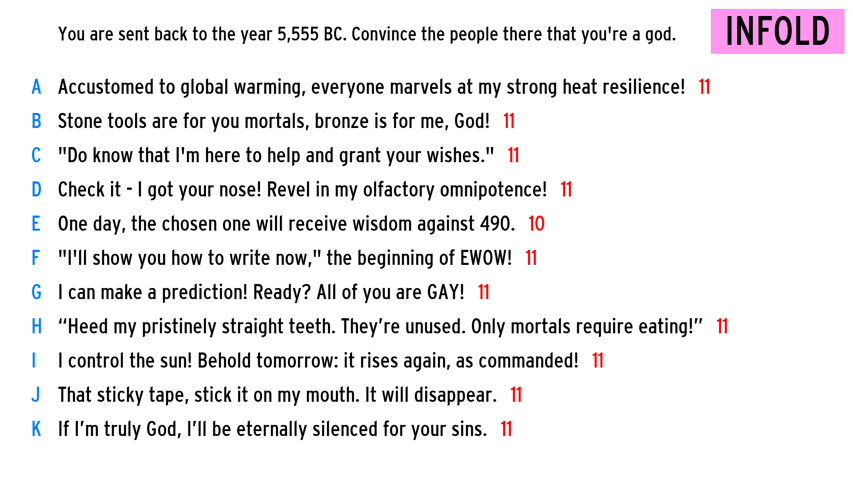 You are sent back to the year 5,555 BC. Convince the people there that you're a god.
INFOLD
A Accustomed to global warming, everyone marvels at my strong heat resilience! 11
B Stone tools are for you mortals, bronze is for me, God! 11
C "Do know that I'm here to help and grant your wishes." 11
D Check it - I got your nose! Revel in my olfactory omnipotence! 11
E One day, the chosen one will receive wisdom against 490. 10
F "I'll show you how to write now," the beginning of EWOW! 11
G I can make a prediction! Ready? All of you are GAY! 11
H “Heed my pristinely straight teeth. They’re unused. Only mortals require eating!” 11
I I control the sun! Behold tomorrow: it rises again, as commanded! 11
J That sticky tape, stick it on my mouth. It will disappear. 11
K If I’m truly God, I’ll be eternally silenced for your sins. 11